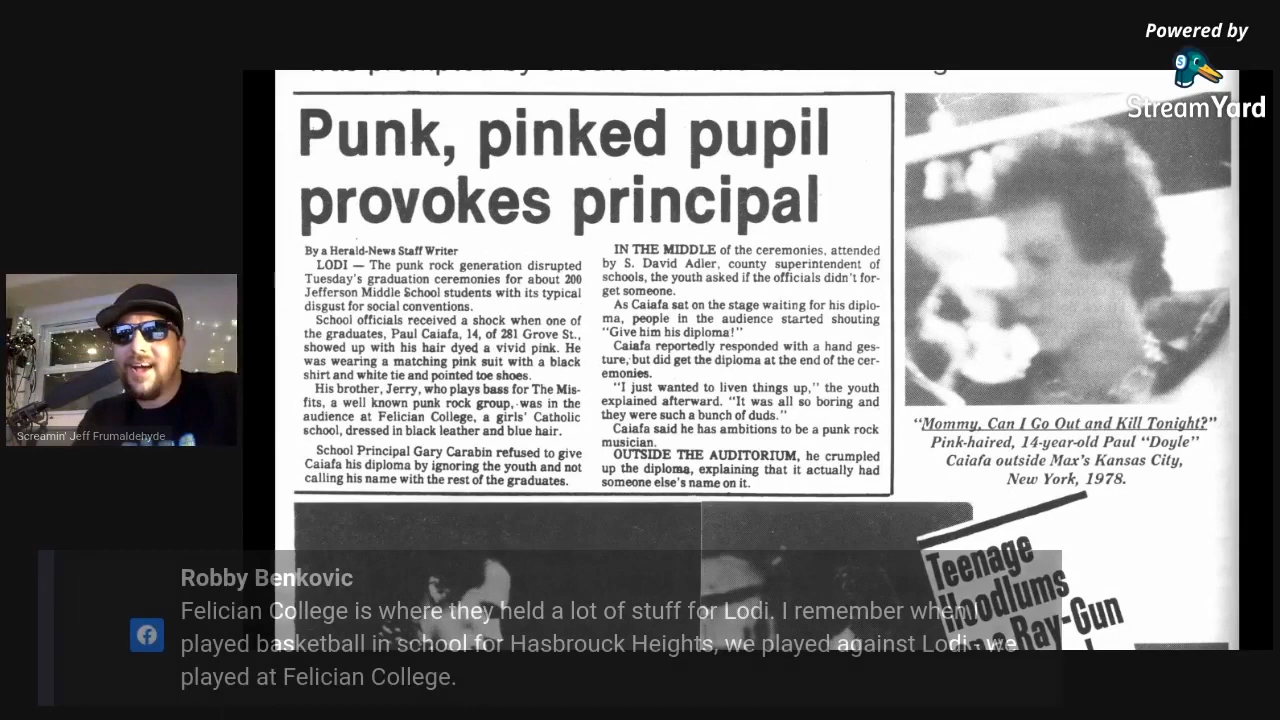 Powered by
StreamYard
Punk, pinked pupil
provokes principal
By a Herald-News Staff Writer
LODI — The punk rock generation disrupted
Tuesday's graduation ceremonies for about 200
Jefferson Middle School students with its typical
disgust for social conventions.
School officials received a shock when one of
the graduates, Paul Caiafa, 14, of 281 Grove St.,
showed up with his hair dyed a vivid pink. He
was wearing a matching pink suit with a black
shirt and white tie and pointed toe shoes.
His brother, Jerry, who plays bass for The Mis-
fits, a well known punk rock group, was in the
audience at Felician College, a girls' Catholic
school, dressed in black leather and blue hair.
School Principal Gary Carabin refused to give
Caiafa his diploma by ignoring the youth and not
calling his name with the rest of the graduates.
IN THE MIDDLE of the ceremonies, attended
by S. David Adler, county superintendent of
schools, the youth asked if the officials didn't for-
get someone.
As Caiafa sat on the stage waiting for his diplo-
ma, people in the audience started shouting
"Give him his diploma!"
Caiafa reportedly responded with a hand ges-
ture, but did get the diploma at the end of the cer-
emonies.
"I just wanted to liven things up," the youth
explained afterward. "It was all so boring and
they were such a bunch of duds."
Caiafa said he has ambitions to be a punk rock
musician.
OUTSIDE THE AUDITORIUM, he crumpled
up the diploma, explaining that it actually had
someone else's name on it.
"Mommy, Can I Go Out and Kill Tonight?"
Pink-haired, 14-year-old Paul "Doyle"
Caiafa outside Max's Kansas City,
New York, 1978.
Teenage
Hoodlums
Ray-Gun
Screamin' Jeff Frumaldehyde
Robby Benkovic
Felician College is where they held a lot of stuff for Lodi. I remember when I
played basketball in school for Hasbrouck Heights, we played against Lodi, we
played at Felician College.